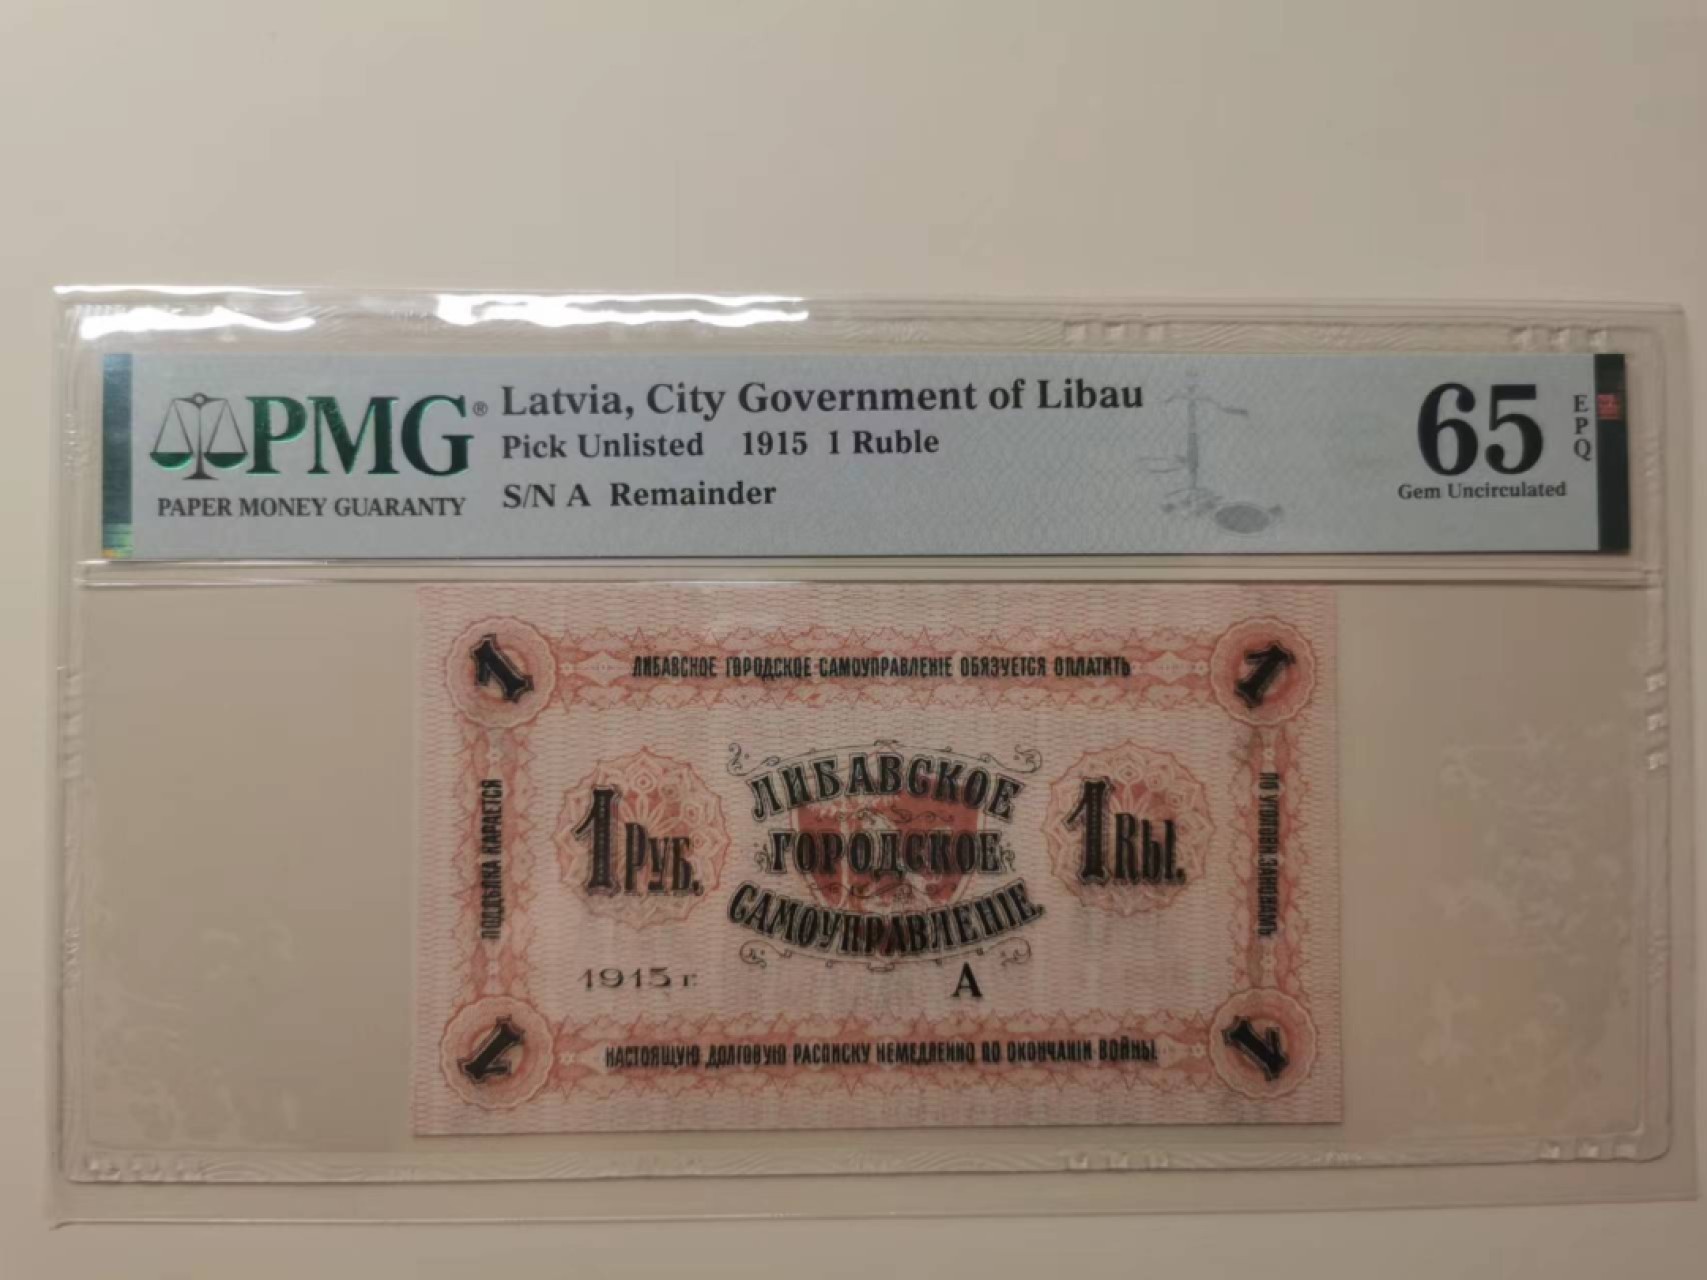 PMG®
PAPER MONEY GUARANTY
Latvia, City Government of Libau
Pick Unlisted 1915 1 Ruble
S/N A Remainder
65
EPQ
Gem Uncirculated
1
ЛИБАВСКОЕ ГОРОДСКОЕ САМОУПРАВЛЕНІЕ ОБЯЗУЕТСЯ ОПЛАТИТЬ
1
ПОДДѢЛКА КАРАЕТСЯ
1 РУБ.
ЛИБАВСКОЕ
ГОРОДСКОЕ
САМОУПРАВЛЕНІЕ.
1 RЫ.
ПО УГОЛОВН. ЗАКОНАМЪ
1915 г.
A
1
НАСТОЯЩУЮ ДОЛГОВУЮ РАСПИСКУ НЕМЕДЛЕННО ПО ОКОНЧАНІИ ВОЙНЫ.
1